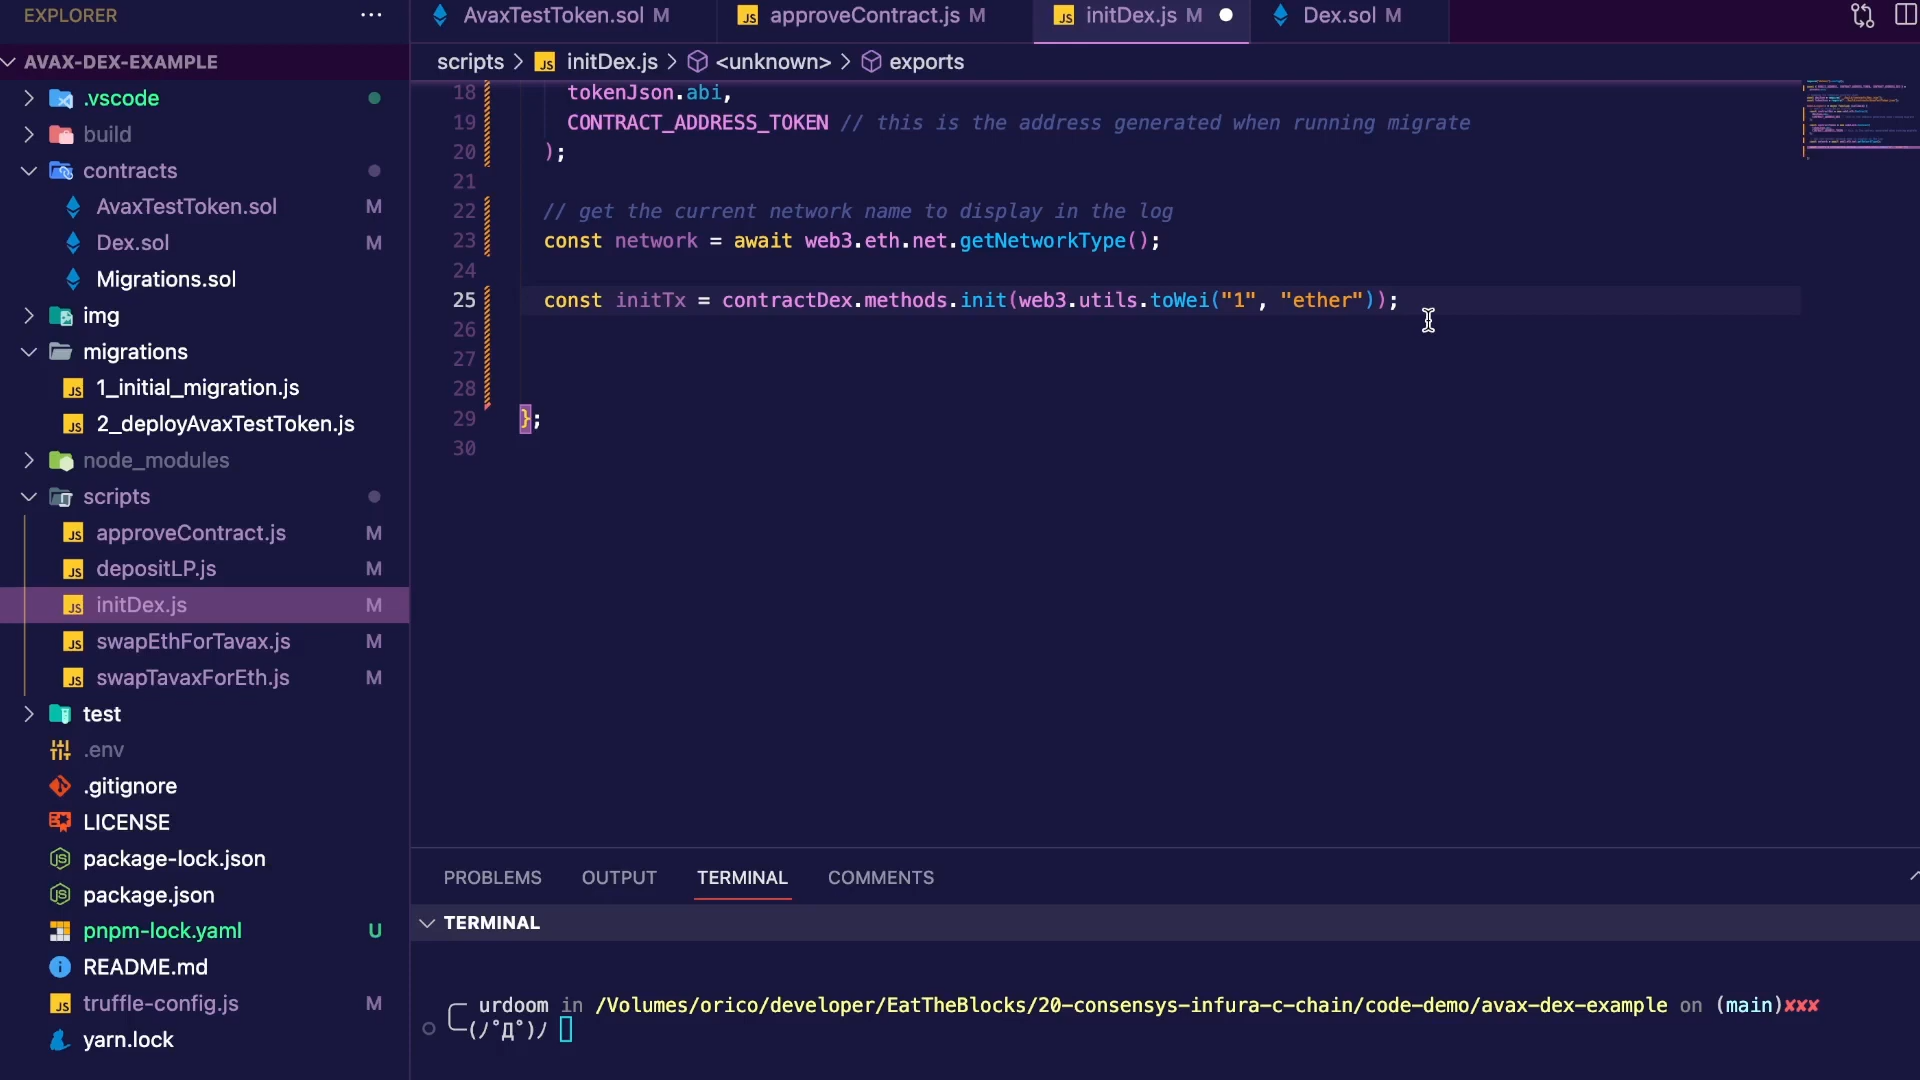 EXPLORER
AVAX-DEX-EXAMPLE
.vscode
build
contracts
AvaxTestToken.sol M
Dex.sol M
Migrations.sol
img
migrations
1_initial_migration.js
2_deployAvaxTestToken.js
node_modules
scripts
approveContract.js M
depositLP.js M
initDex.js M
swapEthForTavax.js M
swapTavaxForEth.js M
test
.env
.gitignore
LICENSE
package-lock.json
package.json
pnpm-lock.yaml U
README.md
truffle-config.js M
yarn.lock
AvaxTestToken.sol M JS approveContract.js M JS initDex.js M Dex.sol M
scripts > JS initDex.js > <unknown> > exports
18 tokenJson.abi,
19 CONTRACT_ADDRESS_TOKEN // this is the address generated when running migrate
20 );
21
22 // get the current network name to display in the log
23 const network = await web3.eth.net.getNetworkType();
24
25 const initTx = contractDex.methods.init(web3.utils.toWei("1", "ether"));
26
27
28
29 };
30
PROBLEMS OUTPUT TERMINAL COMMENTS
TERMINAL
urdoom in /Volumes/orico/developer/EatTheBlocks/20-consensys-infura-c-chain/code-demo/avax-dex-example on (main)✘✘✘
(ﾉ˚Д˚)ﾉ